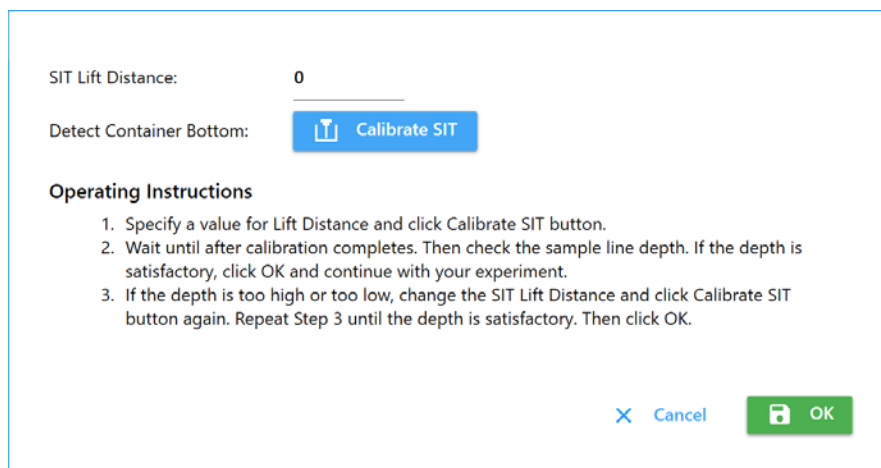 SIT Lift Distance: 0
Detect Container Bottom: Calibrate SIT
Operating Instructions
1. Specify a value for Lift Distance and click Calibrate SIT button.
2. Wait until after calibration completes. Then check the sample line depth. If the depth is
satisfactory, click OK and continue with your experiment.
3. If the depth is too high or too low, change the SIT Lift Distance and click Calibrate SIT
button again. Repeat Step 3 until the depth is satisfactory. Then click OK.
Cancel OK